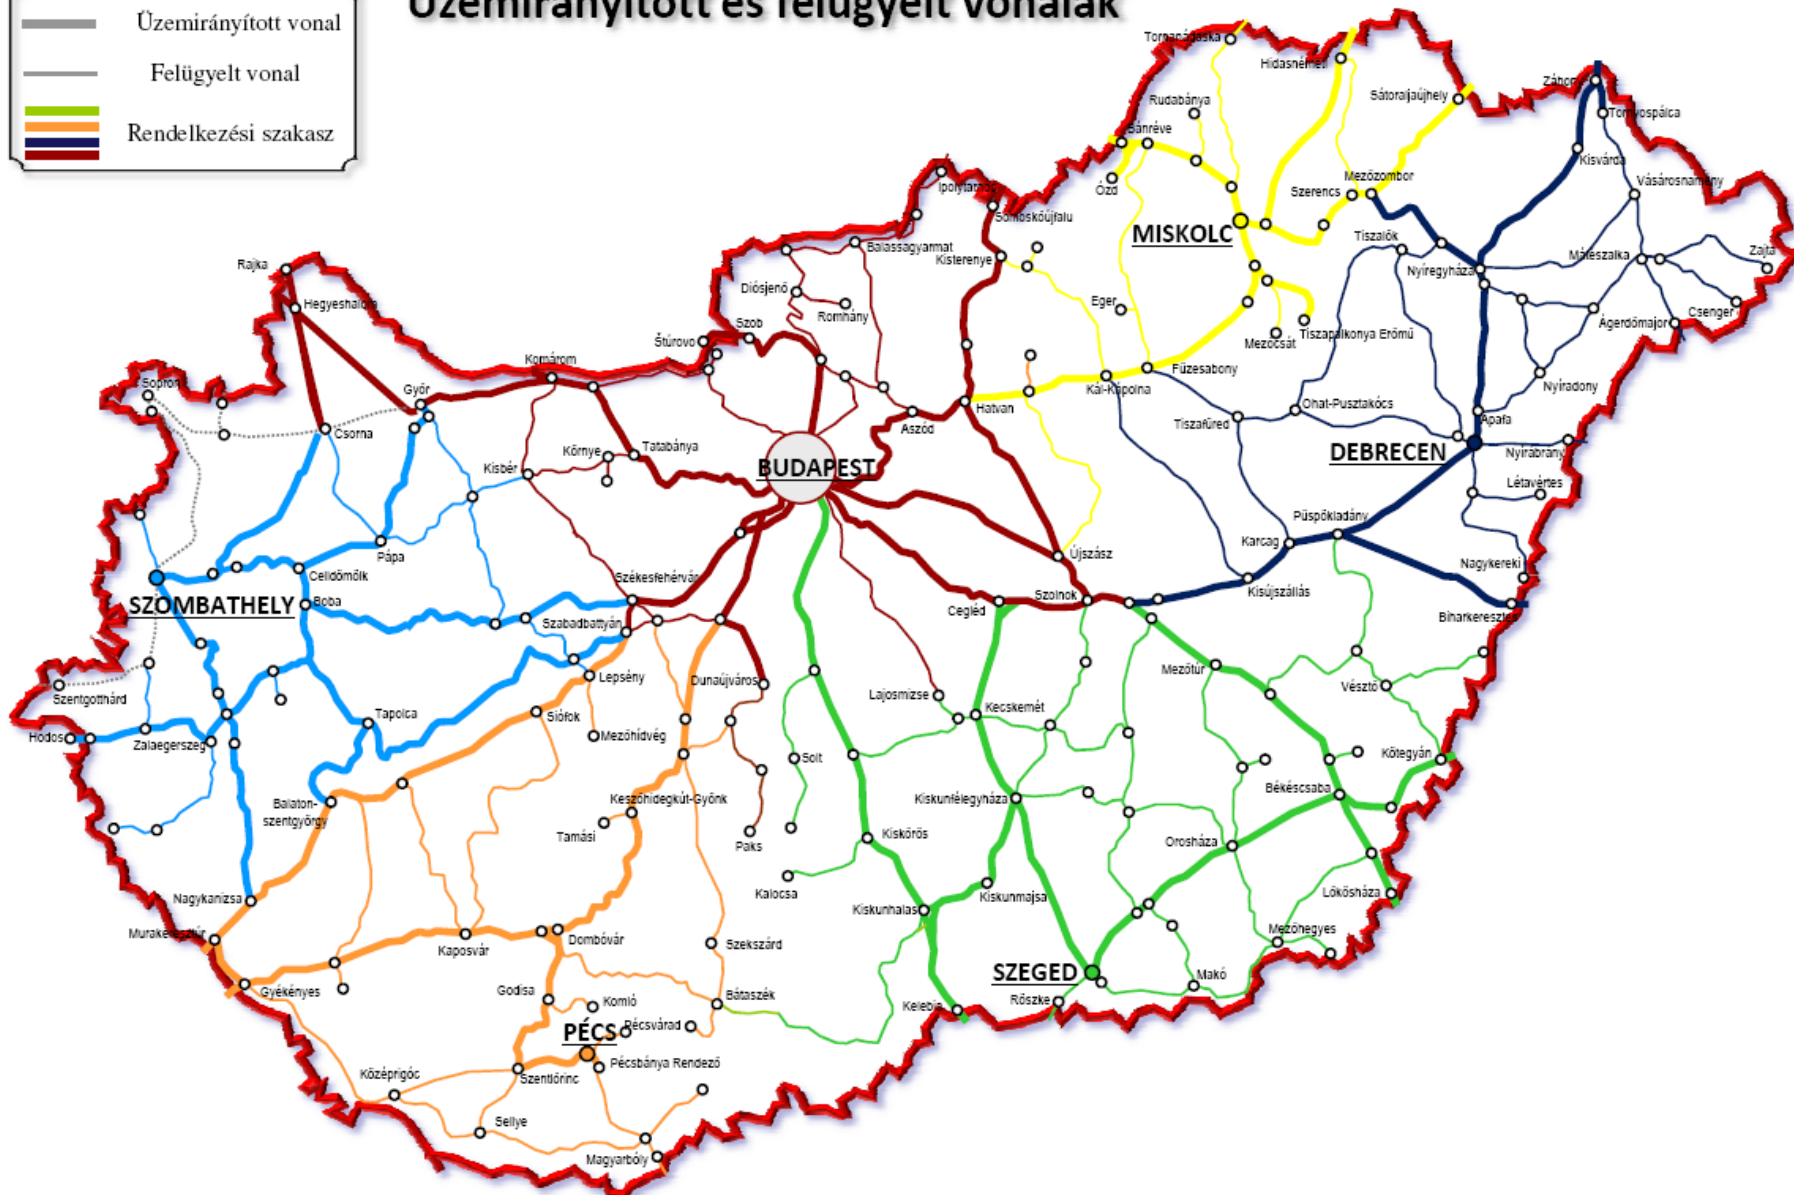 Üzemirányított és felügyelt vonalak
Üzemirányított vonal
Felügyelt vonal
Rendelkezési szakasz
Tornanádaska
Hidasnémeti
Sátoraljaújhely
Záhony
Tornyospálca
Rudabánya
Bánréve
Kisvárda
Ózd
Szerencs
Mezőzombor
Vásárosnamény
Ipolytarnóc
Somoskőújfalu
MISKOLC
Tiszalök
Balassagyarmat
Kisterenye
Nyíregyháza
Mátészalka
Zajta
Rajka
Hegyeshalom
Diósjenő
Romhány
Eger
Csenger
Ágerdőmajor
Szob
Štúrovo
Mezőcsát
Tiszapalkonya Erőmű
Komárom
Füzesabony
Kál-Kápolna
Sopron
Győr
Nyíradony
Hatvan
Aszód
Ohat-Pusztakócs
Tiszafüred
Apafa
Csorna
Környe
Tatabánya
BUDAPEST
DEBRECEN
Nyírábrány
Kisbér
Létavértes
Püspökladány
Karcag
Pápa
Újszász
Nagykereki
Celldömölk
Székesfehérvár
Kisújszállás
SZOMBATHELY
Boba
Cegléd
Szolnok
Biharkeresztes
Szabadbattyán
Mezőtúr
Lepsény
Dunaújváros
Lajosmizse
Vésztő
Szentgotthárd
Siófok
Kecskemét
Tapolca
Hodos
Zalaegerszeg
Mezőhídvég
Solt
Kötegyán
Balaton-
szentgyörgy
Keszőhidegkút-Gyönk
Kiskunfélegyháza
Békéscsaba
Tamási
Paks
Kiskőrös
Orosháza
Kalocsa
Nagykanizsa
Kiskunmajsa
Lőkösháza
Kiskunhalas
Murakeresztúr
Kaposvár
Dombóvár
Szekszárd
Mezőhegyes
SZEGED
Makó
Gyékényes
Godisa
Komló
Bátaszék
Kelebia
Röszke
PÉCS
Pécsvárad
Pécsbánya Rendező
Középrigóc
Szentlőrinc
Sellye
Magyarbóly